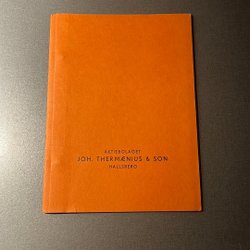 AKTIEBOLAGET
JOH. THERMÆNIUS & SON
HALLSBERG